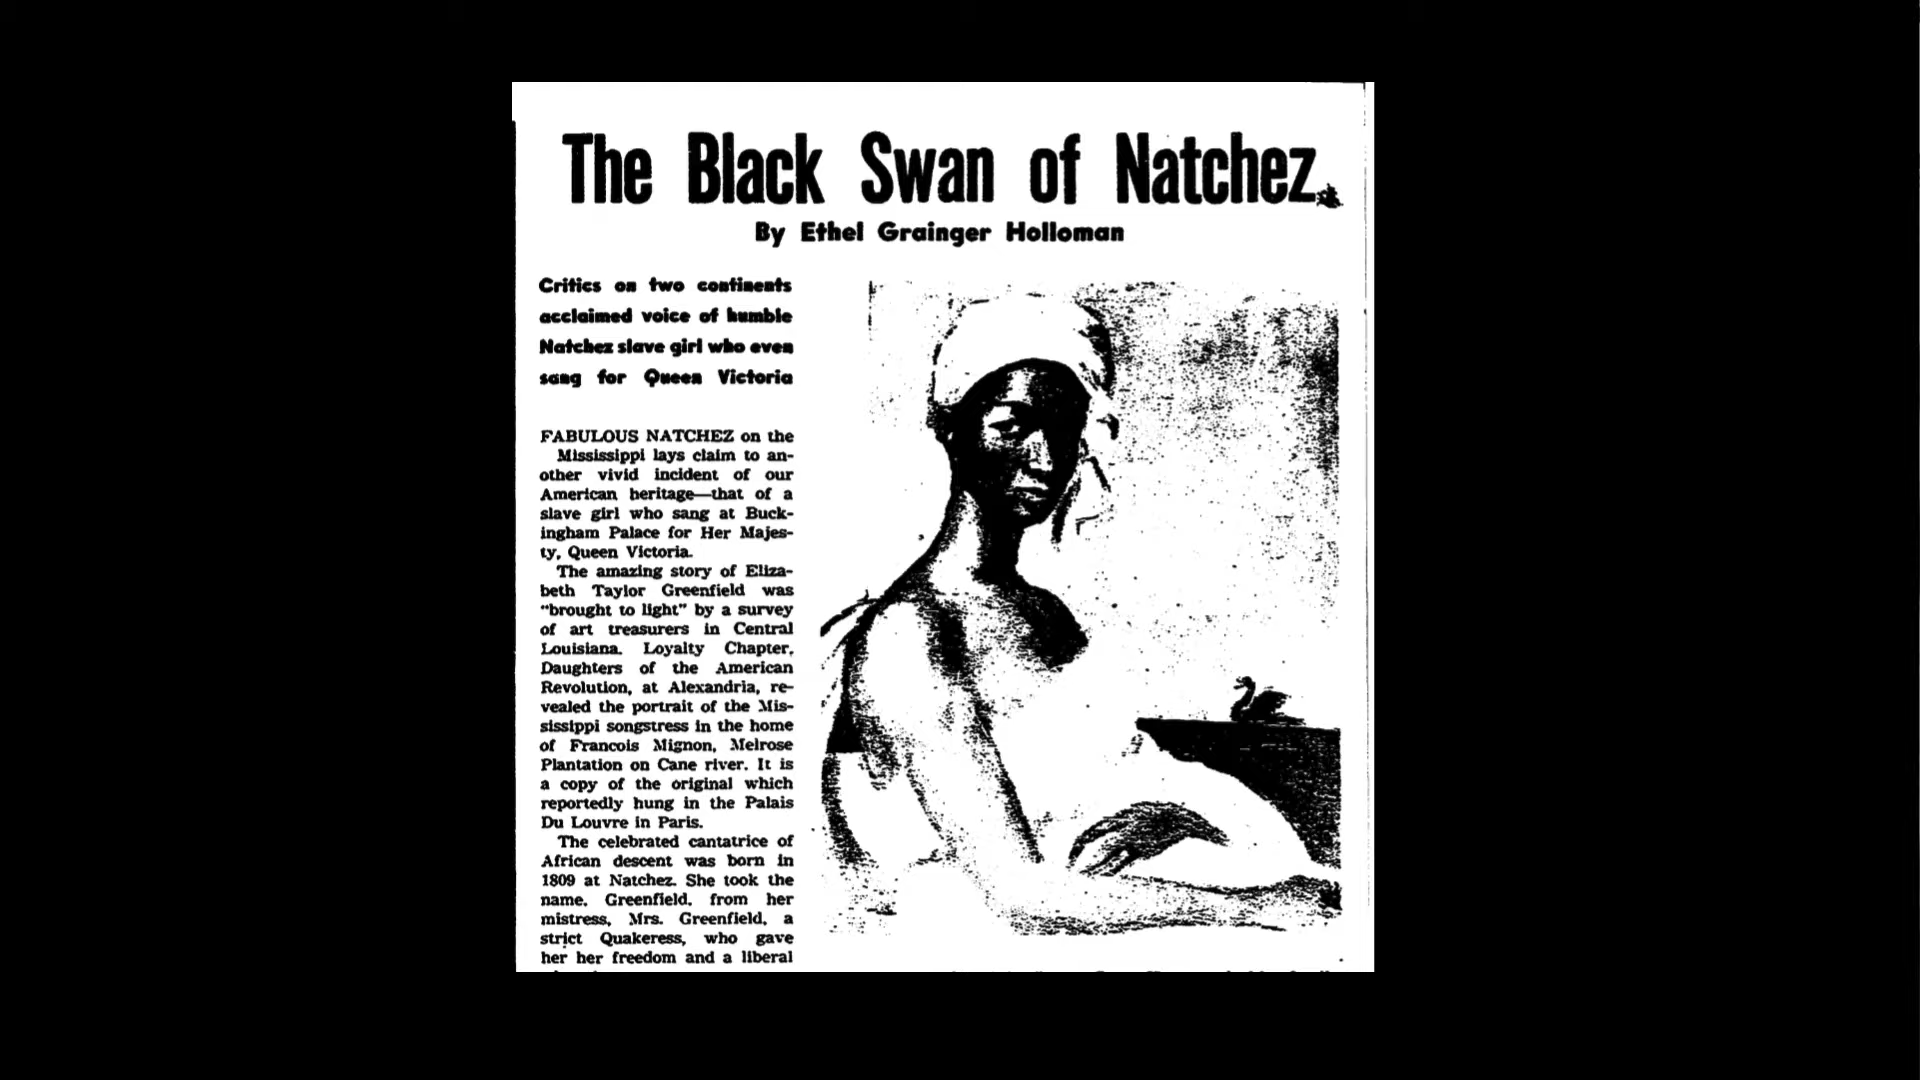 The Black Swan of Natchez
By Ethel Grainger Holloman
Critics on two continents
acclaimed voice of humble
Natchez slave girl who even
sang for Queen Victoria
FABULOUS NATCHEZ on the
Mississippi lays claim to an-
other vivid incident of our
American heritage—that of a
slave girl who sang at Buck-
ingham Palace for Her Majes-
ty, Queen Victoria.
The amazing story of Eliza-
beth Taylor Greenfield was
"brought to light" by a survey
of art treasurers in Central
Louisiana. Loyalty Chapter,
Daughters of the American
Revolution, at Alexandria, re-
vealed the portrait of the Mis-
sissippi songstress in the home
of Francois Mignon, Melrose
Plantation on Cane river. It is
a copy of the original which
reportedly hung in the Palais
Du Louvre in Paris.
The celebrated cantatrice of
African descent was born in
1809 at Natchez. She took the
name, Greenfield, from her
mistress, Mrs. Greenfield, a
strict Quakeress, who gave
her her freedom and a liberal